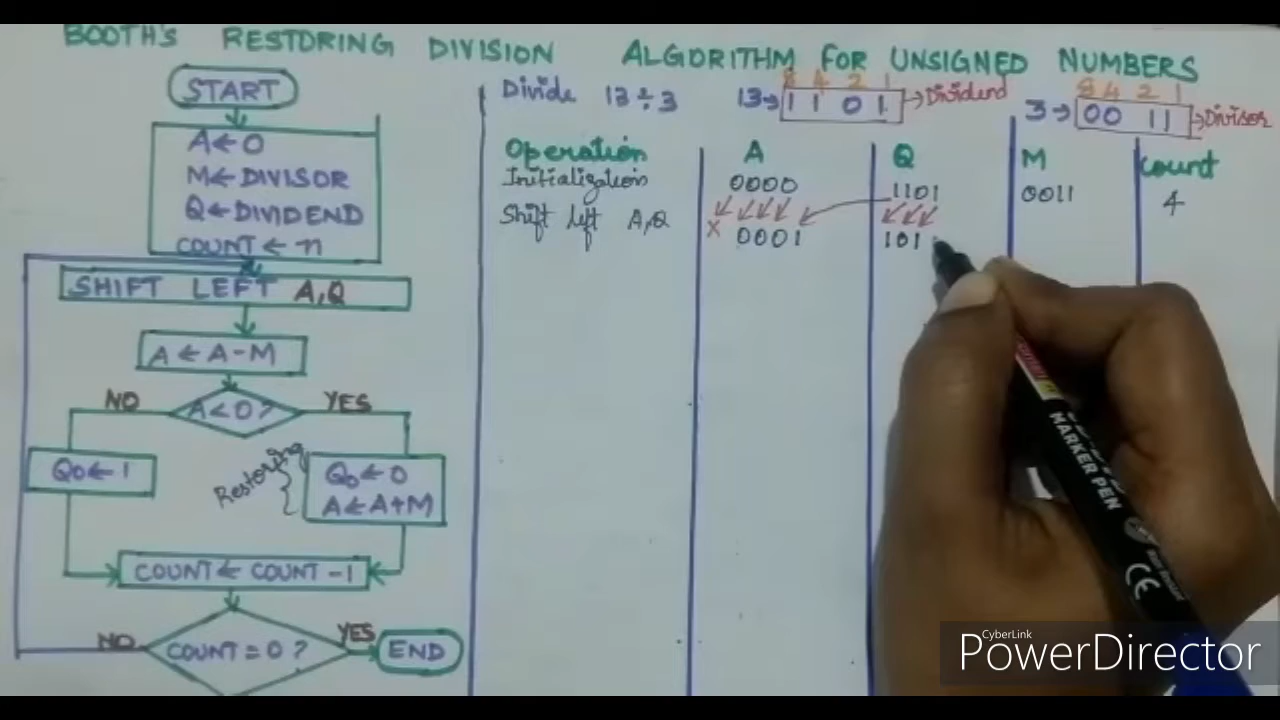 BOOTH'S RESTORING DIVISION ALGORITHM FOR UNSIGNED NUMBERS
START
A←0
M←DIVISOR
Q←DIVIDEND
COUNT ← n
SHIFT LEFT A,Q
A ← A-M
A<0?
NO
YES
Q0←1
Restoring
Q0←0
A←A+M
COUNT ← COUNT -1
COUNT = 0 ?
NO
YES
END
Divide 13÷3
8 4 2 1
13→ 1 1 0 1 →Dividend
8 4 2 1
3→ 00 11 →Divisor
Operation A Q M count
Initialization 0000 1101 0011 4
Shift left A,Q
X 0001 101
MARKER PEN
CE
CyberLink
PowerDirector